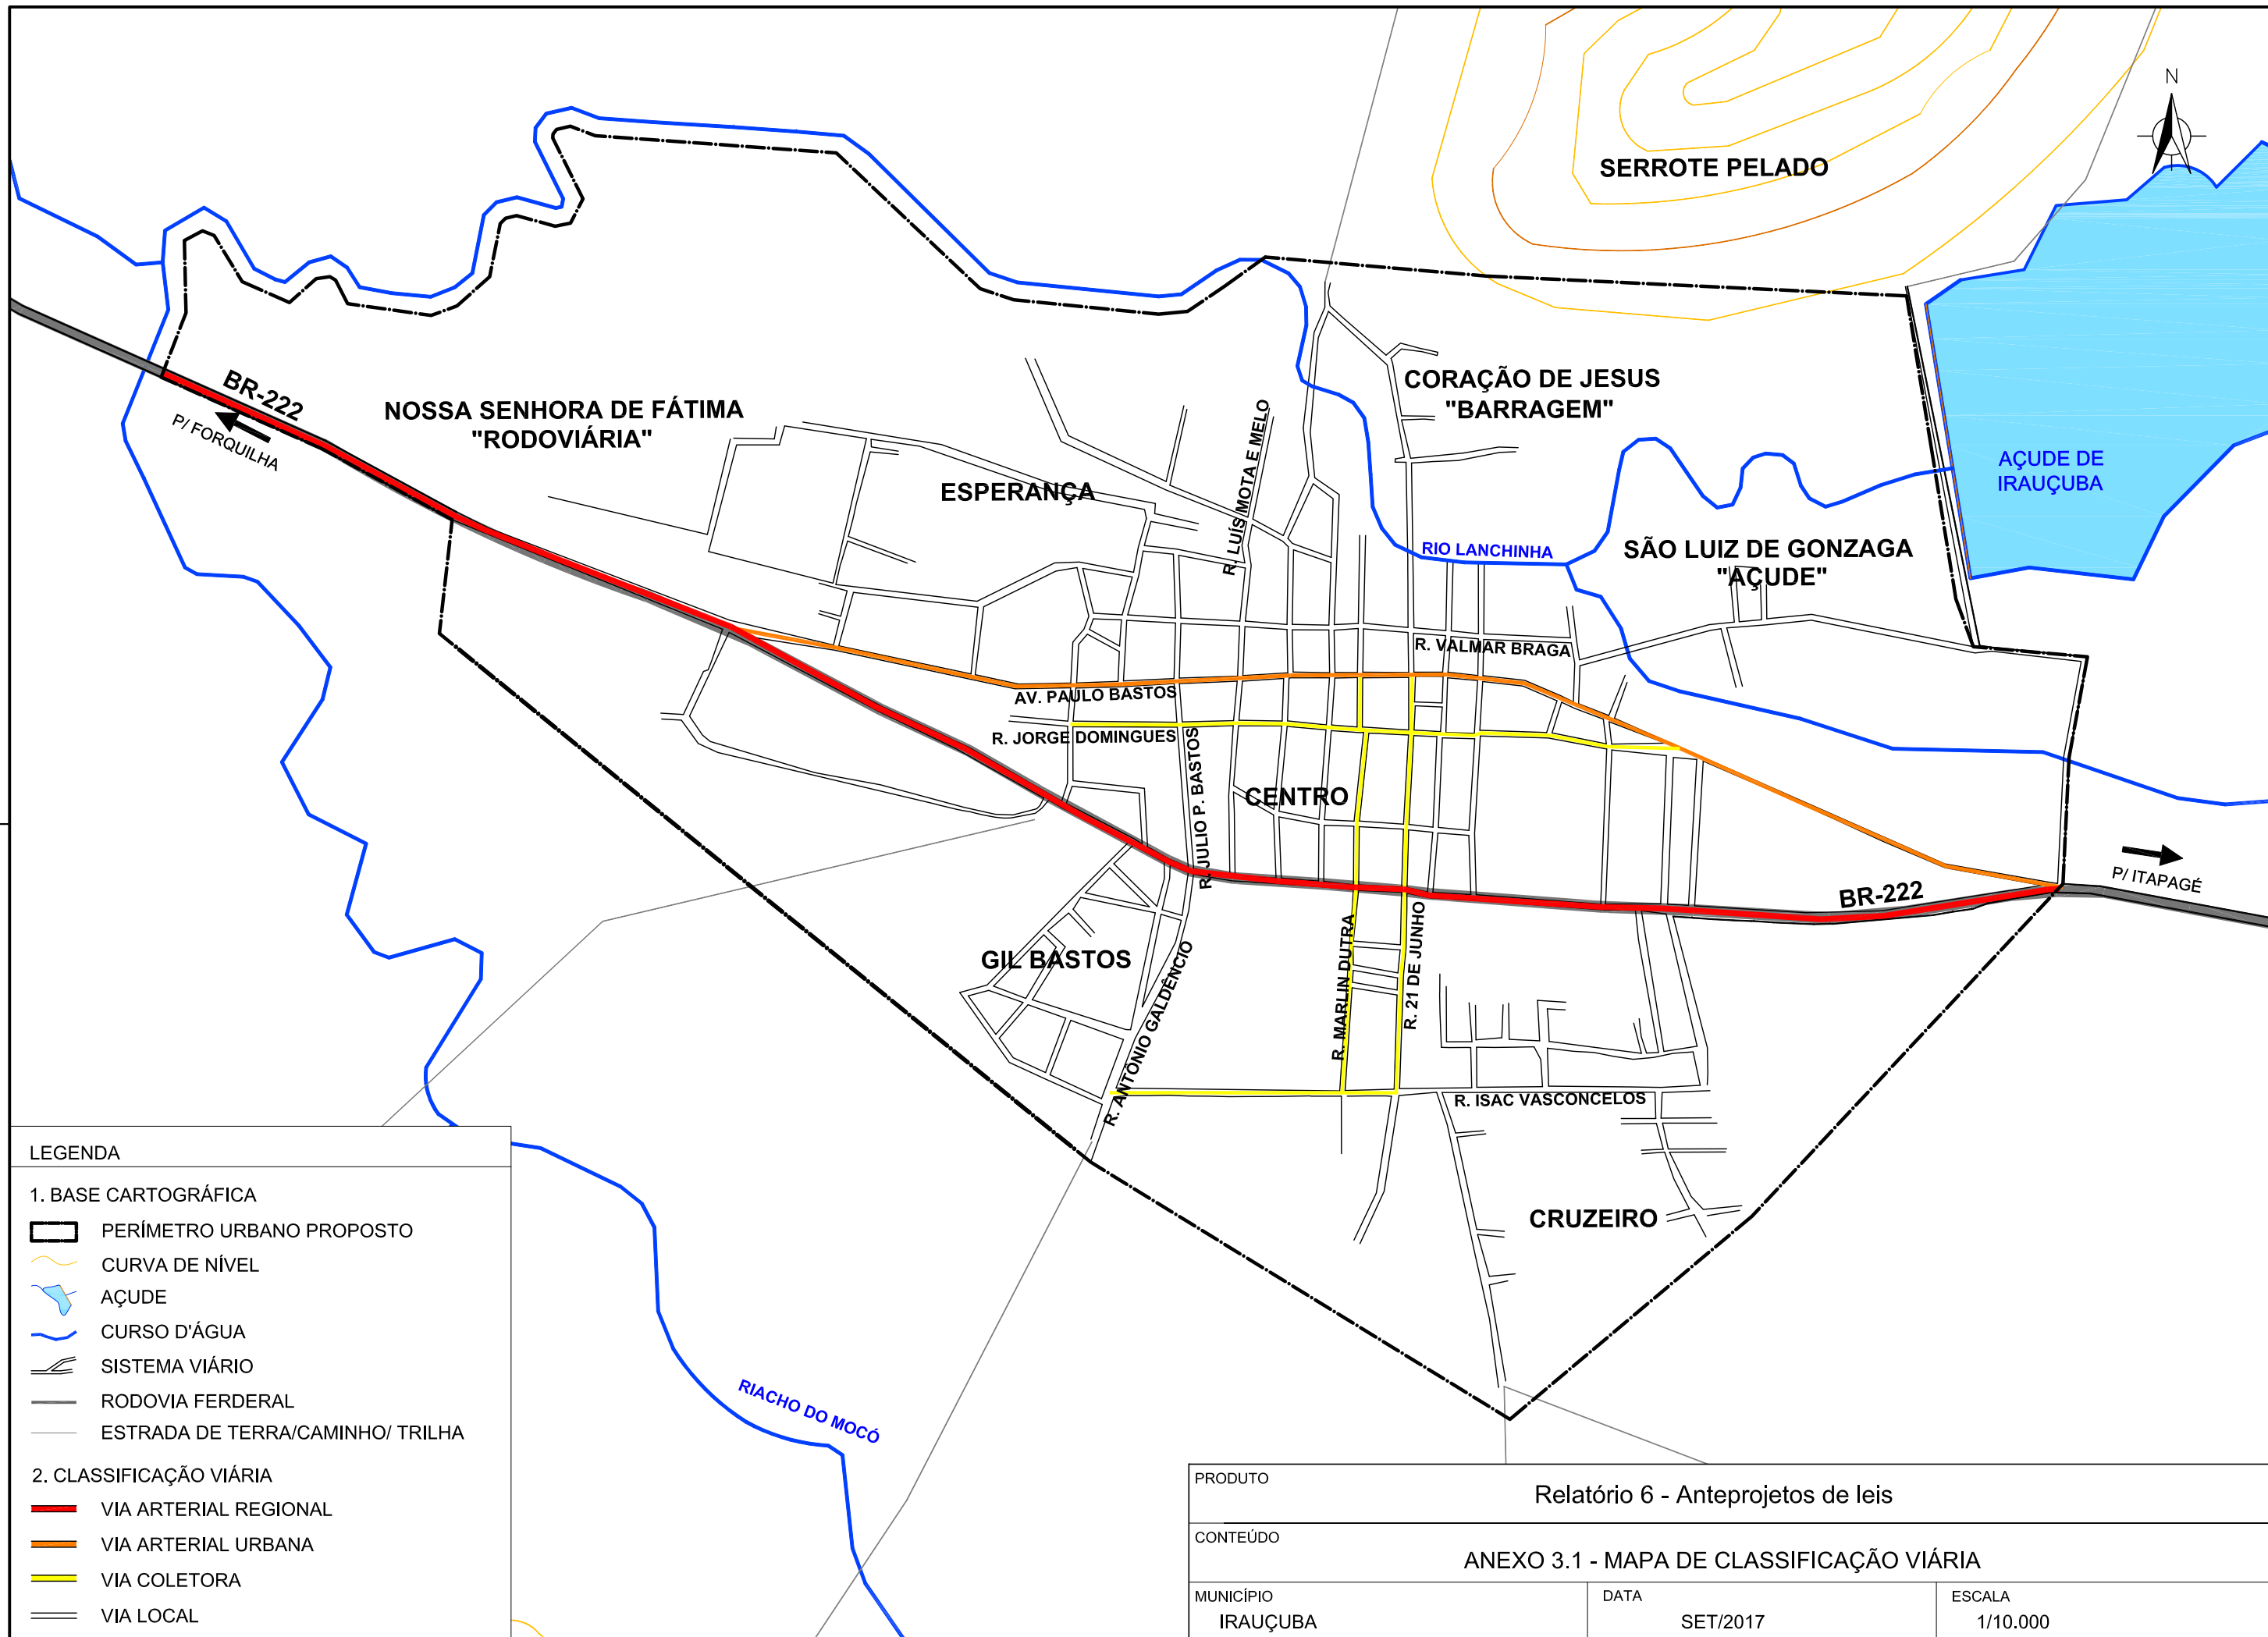 N
SERROTE PELADO
BR-222
P/ FORQUILHA
NOSSA SENHORA DE FÁTIMA
"RODOVIÁRIA"
CORAÇÃO DE JESUS
"BARRAGEM"
R. LUÍS MOTA E MELO
ESPERANÇA
AÇUDE DE
IRAUÇUBA
RIO LANCHINHA
SÃO LUIZ DE GONZAGA
"AÇUDE"
R. VALMAR BRAGA
AV. PAULO BASTOS
R. JORGE DOMINGUES
R. JULIO P. BASTOS
CENTRO
P/ ITAPAGÉ
BR-222
GIL BASTOS
R. ANTÔNIO GALDÊNCIO
R. MARLIN DUTRA
R. 21 DE JUNHO
R. ISAC VASCONCELOS
CRUZEIRO
RIACHO DO MOCÓ
LEGENDA
1. BASE CARTOGRÁFICA
PERÍMETRO URBANO PROPOSTO
CURVA DE NÍVEL
AÇUDE
CURSO D'ÁGUA
SISTEMA VIÁRIO
RODOVIA FERDERAL
ESTRADA DE TERRA/CAMINHO/ TRILHA
2. CLASSIFICAÇÃO VIÁRIA
VIA ARTERIAL REGIONAL
VIA ARTERIAL URBANA
VIA COLETORA
VIA LOCAL
PRODUTO
Relatório 6 - Anteprojetos de leis
CONTEÚDO
ANEXO 3.1 - MAPA DE CLASSIFICAÇÃO VIÁRIA
MUNICÍPIO
IRAUÇUBA
DATA
SET/2017
ESCALA
1/10.000